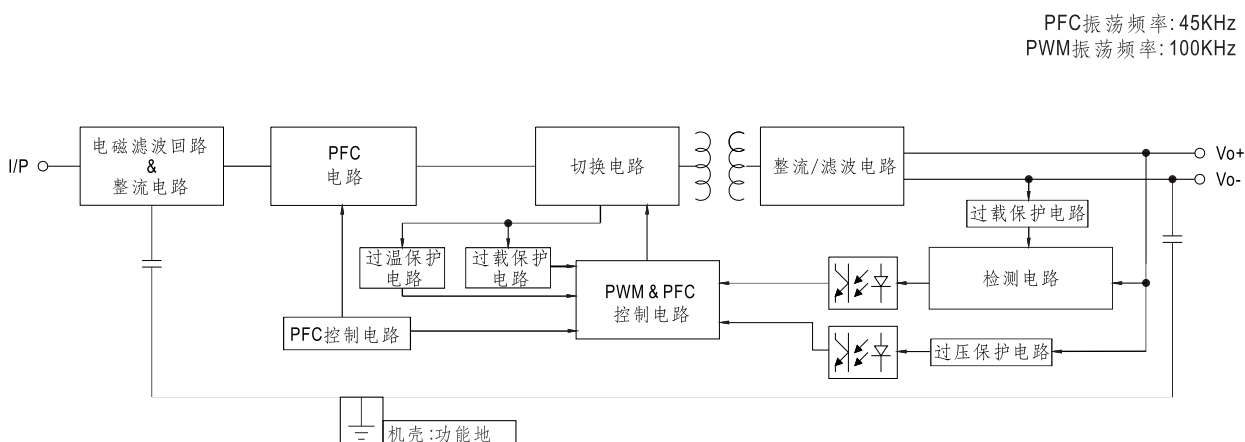 PFC振荡频率:45KHz
PWM振荡频率:100KHz
I/P
电磁滤波回路
&
整流电路
PFC
电路
切换电路
整流/滤波电路
Vo+
Vo-
过载保护电路
过温保护
电路
过载保护
电路
PWM & PFC
控制电路
检测电路
PFC控制电路
过压保护电路
机壳:功能地